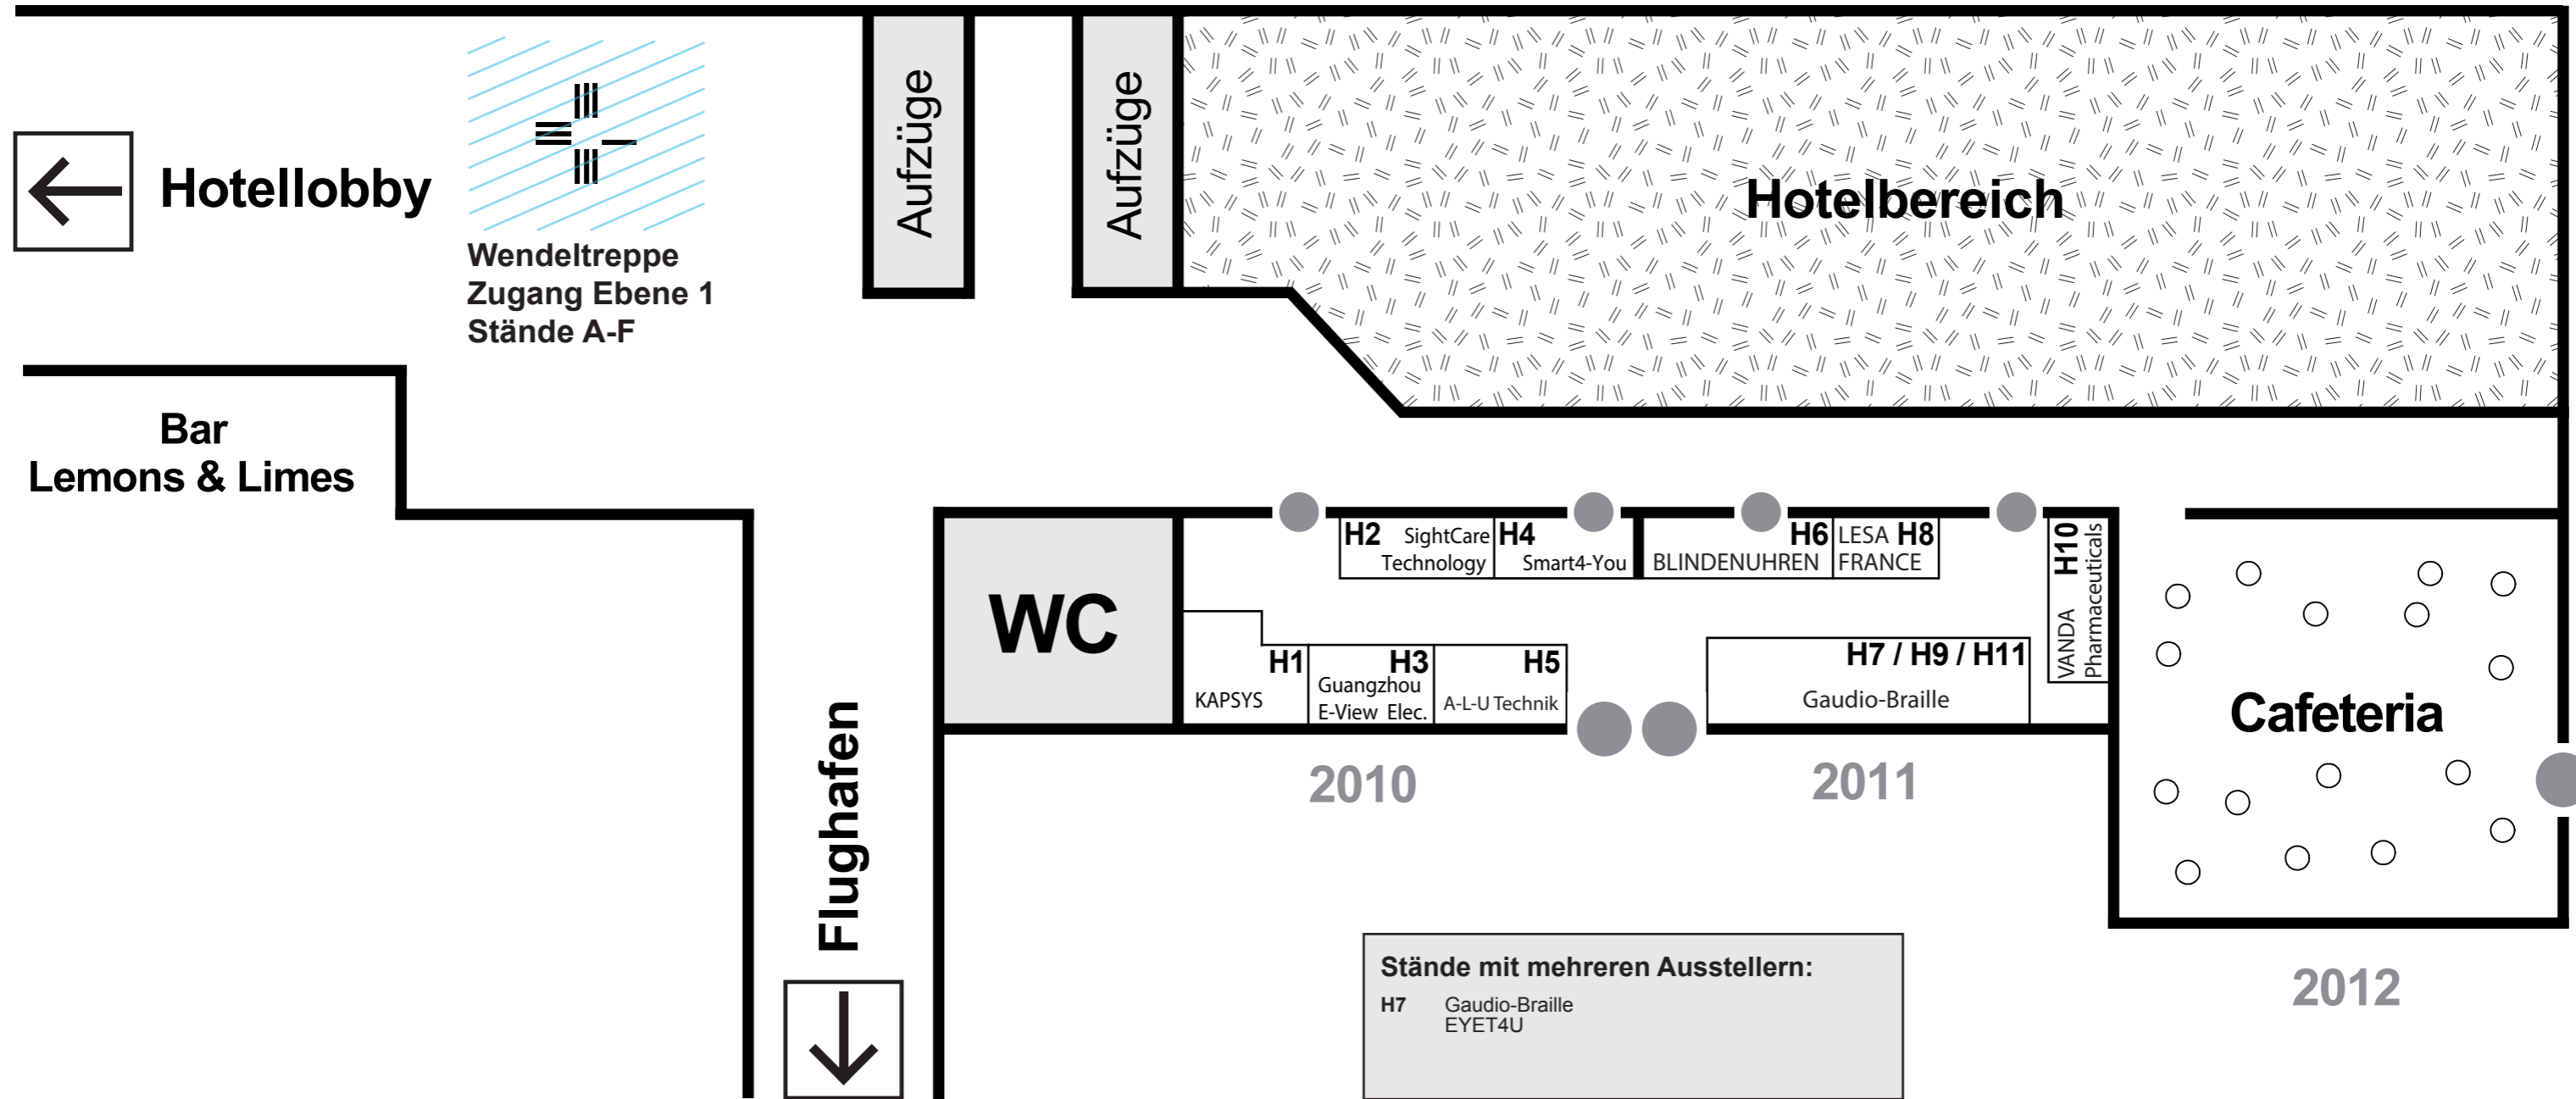 Aufzüge
Aufzüge
Hotellobby
Hotelbereich
Wendeltreppe
Zugang Ebene 1
Stände A-F
Bar
Lemons & Limes
WC
H2 SightCare
Technology
H4
Smart4-You
H6
BLINDENUHREN
LESA H8
FRANCE
H10
VANDA
Pharmaceuticals
H1
KAPSYS
H3
Guangzhou
E-View Elec.
H5
A-L-U Technik
H7 / H9 / H11
Gaudio-Braille
Cafeteria
Flughafen
2010
2011
2012
Stände mit mehreren Ausstellern:
H7 Gaudio-Braille
EYET4U